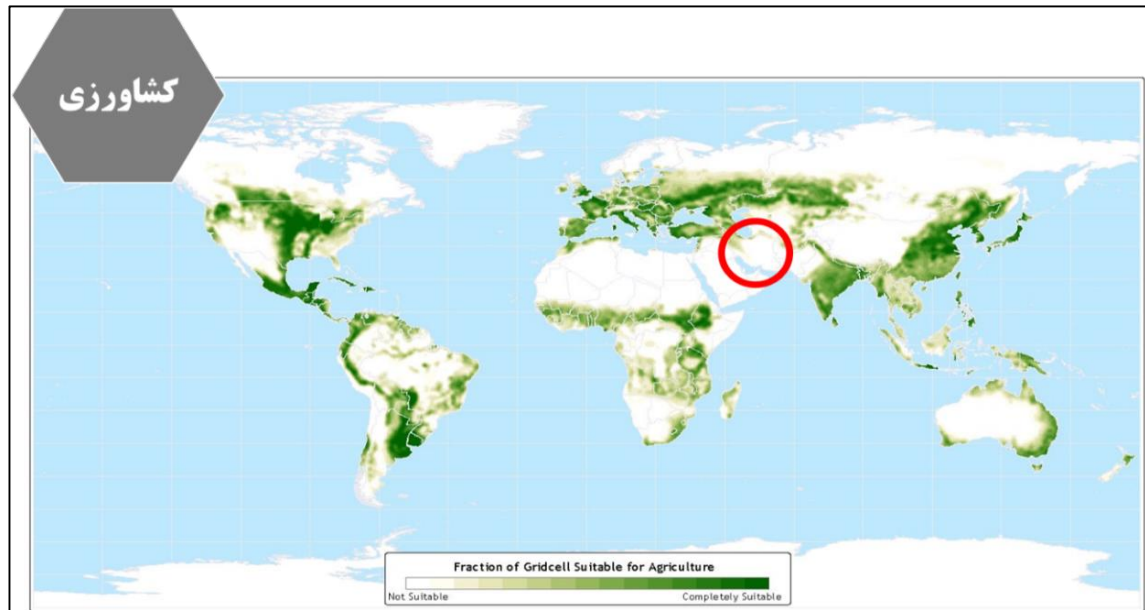 کشاورزی
Fraction of Gridcell Suitable for Agriculture
Not Suitable
Completely Suitable